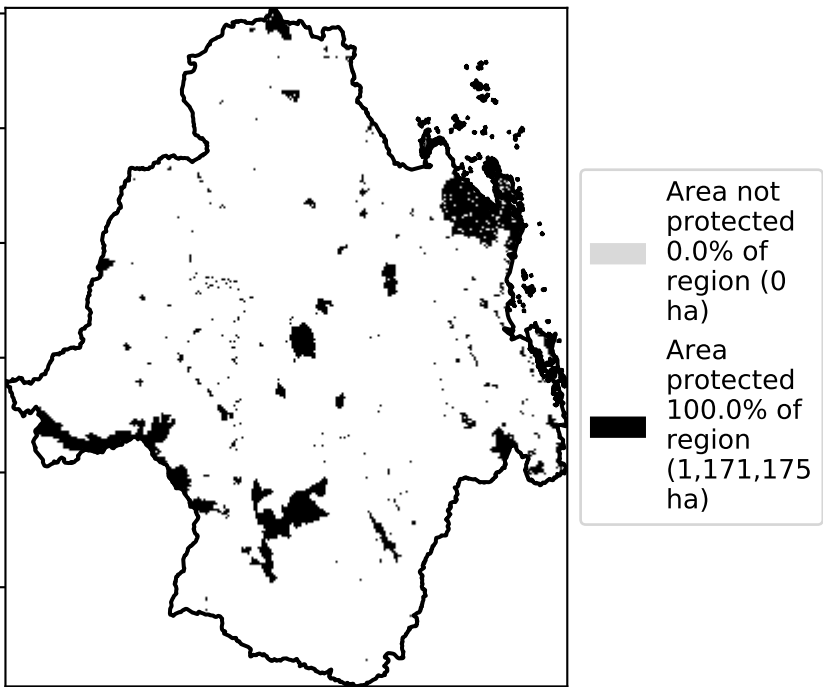 Area not
protected
0.0% of
region (0
ha)
Area
protected
100.0% of
region
(1,171,175
ha)